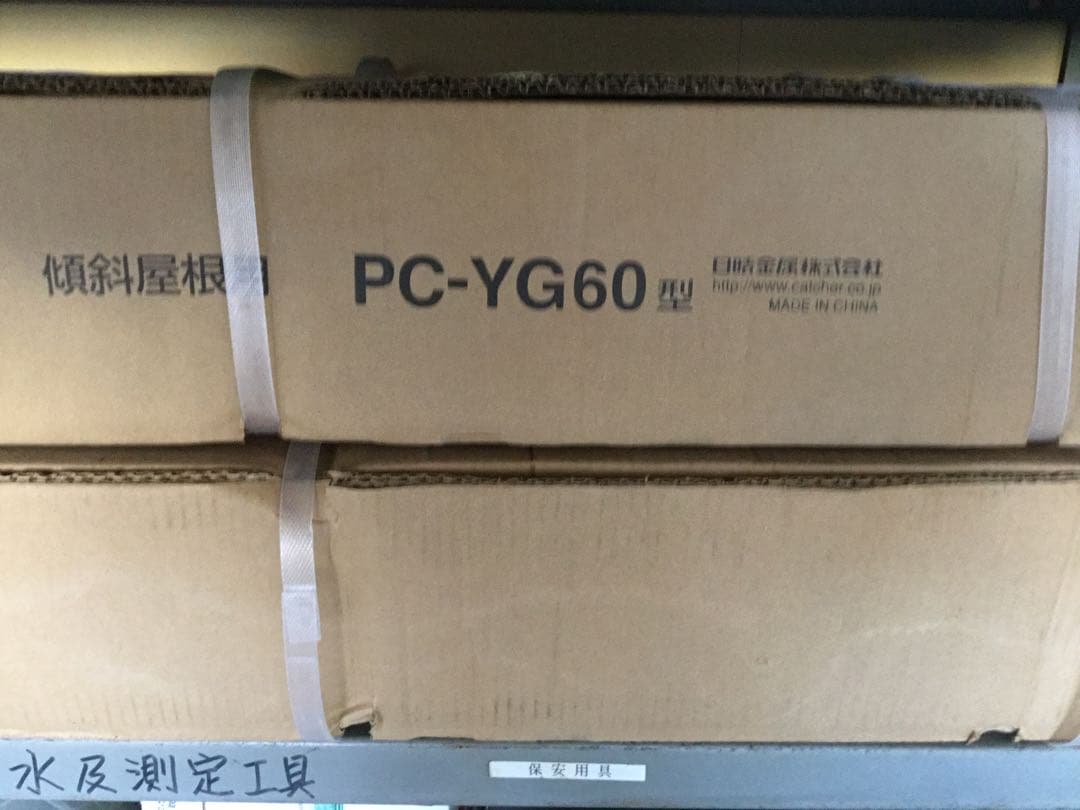 傾斜屋根用
PC-YG60型
日晴金属株式会社
http://www.catcher.co.jp
MADE IN CHINA
水及測定工具
保安用具